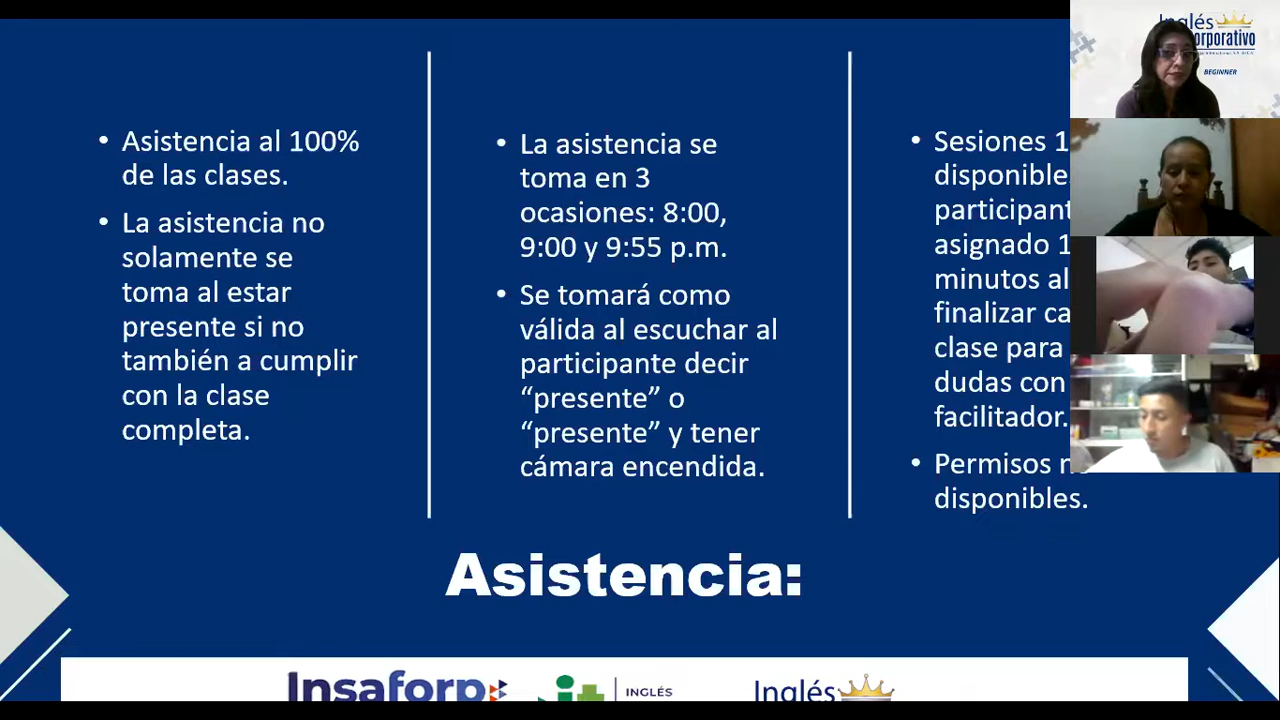 • Asistencia al 100%
de las clases.
• La asistencia no
solamente se
toma al estar
presente si no
también a cumplir
con la clase
completa.
• La asistencia se
toma en 3
ocasiones: 8:00,
9:00 y 9:55 p.m.
• Se tomará como
válida al escuchar al
participante decir
“presente” o
“presente” y tener
cámara encendida.
• Sesiones 1
disponible
participant
asignado 1
minutos al
finalizar ca
clase para
dudas con
facilitador.
• Permisos n
disponibles.
Asistencia:
Insaforp
INGLÉS
Inglés
Inglés
orporativo
BEGINNER